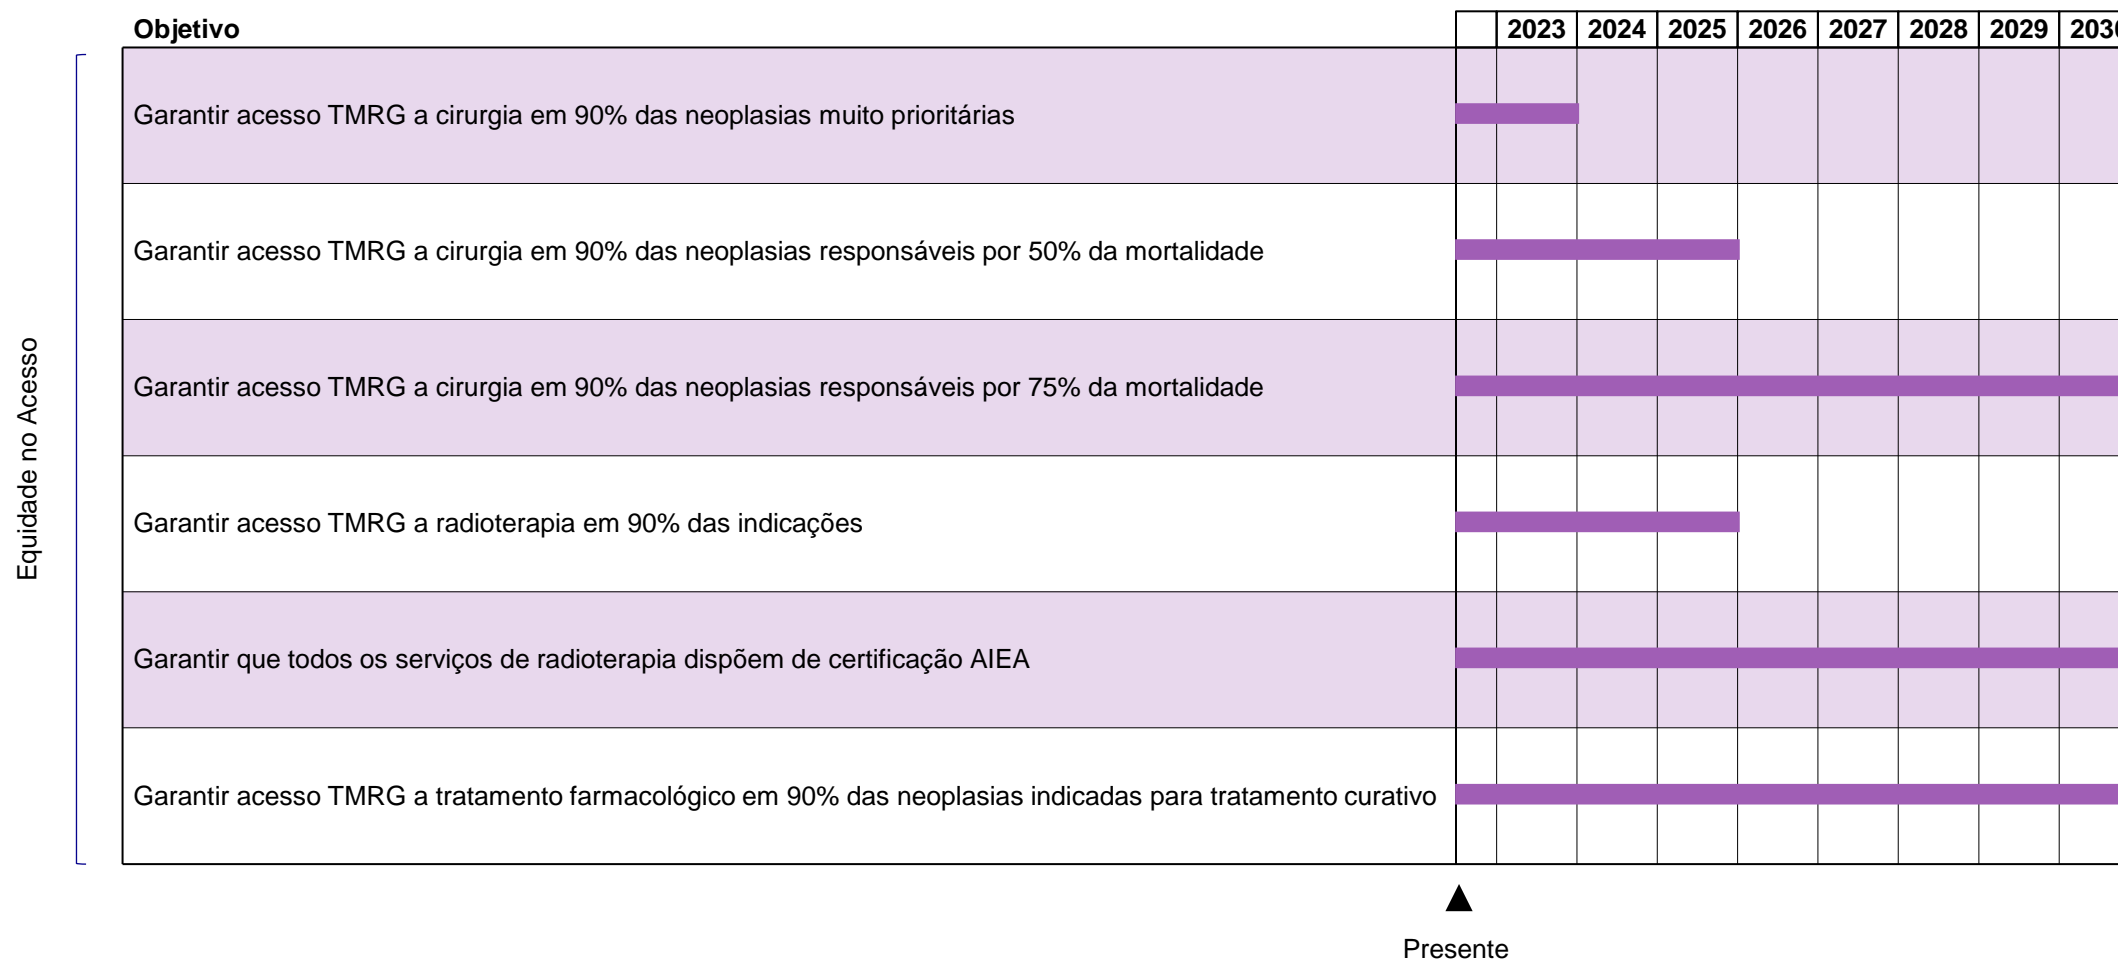 Objetivo 2023 2024 2025 2026 2027 2028 2029 2030
Garantir acesso TMRG a cirurgia em 90% das neoplasias muito prioritárias
Garantir acesso TMRG a cirurgia em 90% das neoplasias responsáveis por 50% da mortalidade
Garantir acesso TMRG a cirurgia em 90% das neoplasias responsáveis por 75% da mortalidade
Garantir acesso TMRG a radioterapia em 90% das indicações
Garantir que todos os serviços de radioterapia dispõem de certificação AIEA
Garantir acesso TMRG a tratamento farmacológico em 90% das neoplasias indicadas para tratamento curativo
Equidade no Acesso
Presente